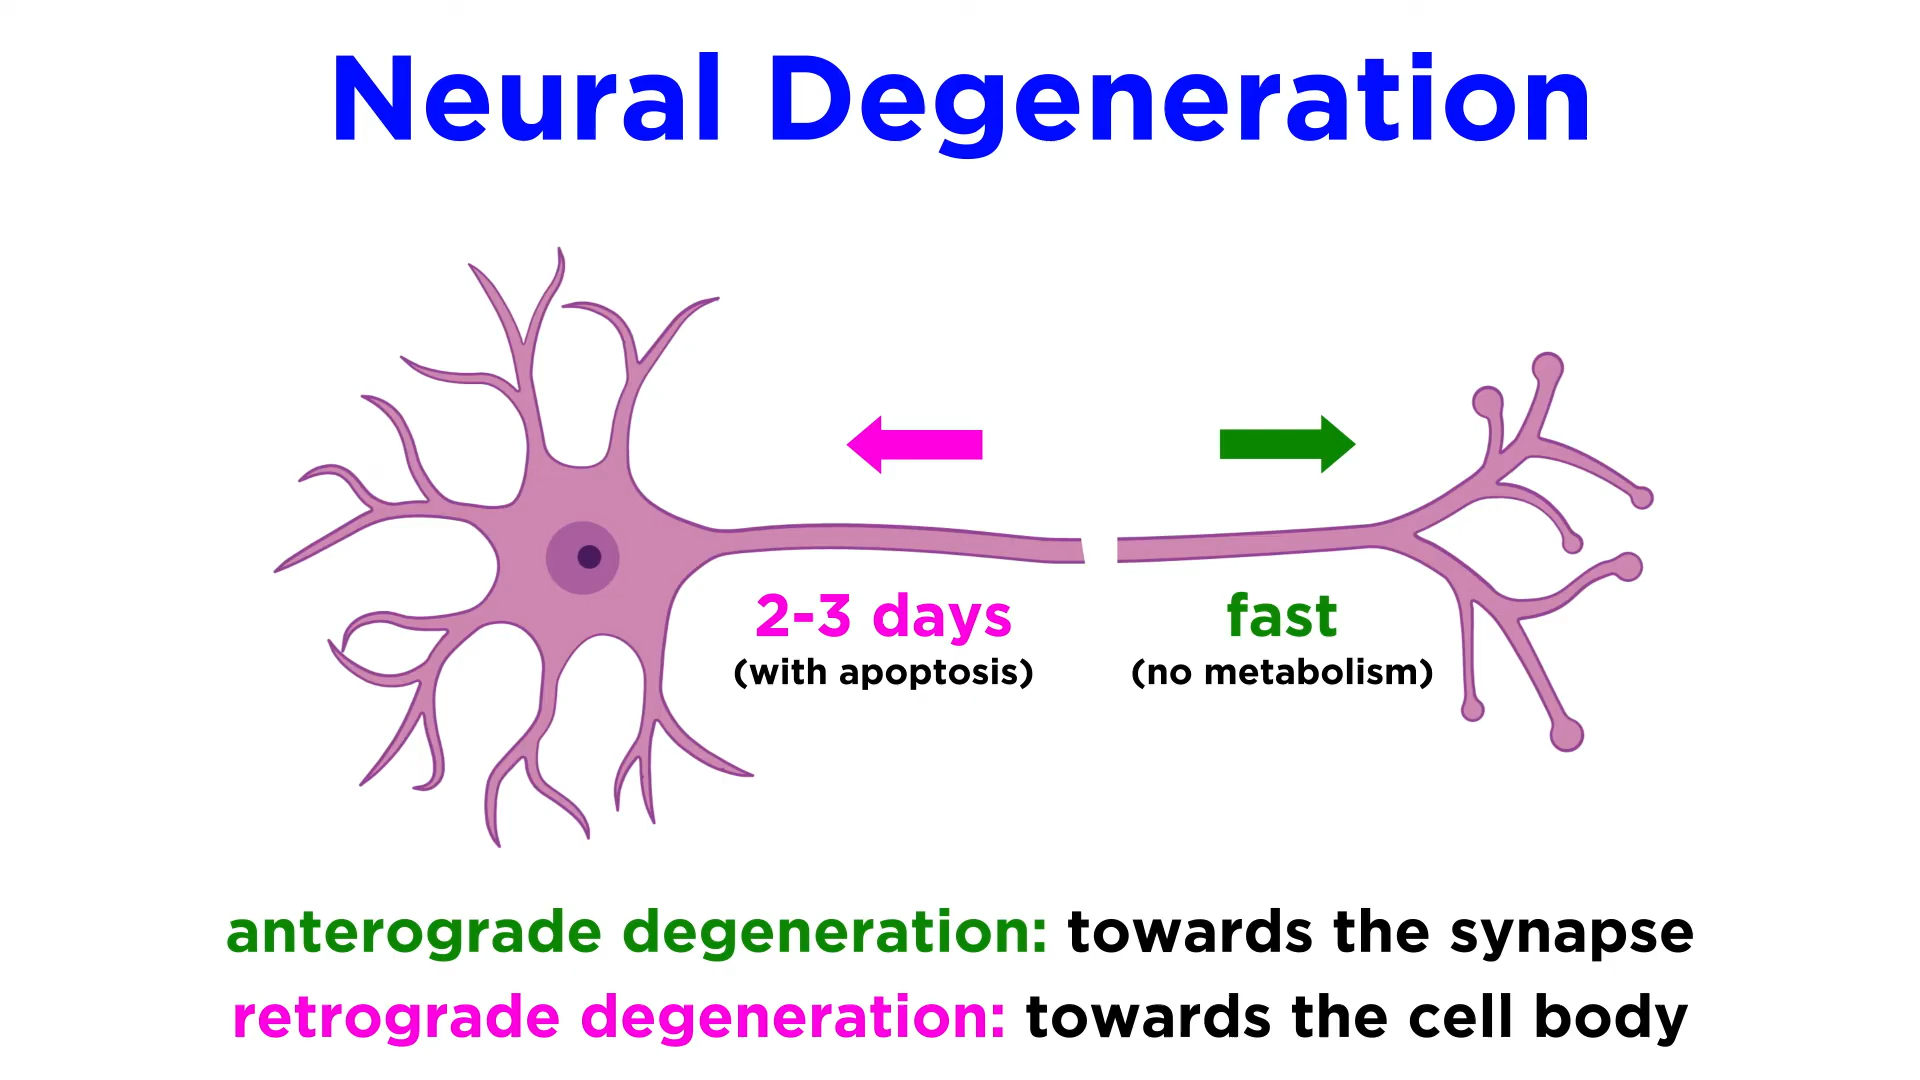 Neural Degeneration
2-3 days
(with apoptosis)
fast
(no metabolism)
anterograde degeneration: towards the synapse
retrograde degeneration: towards the cell body